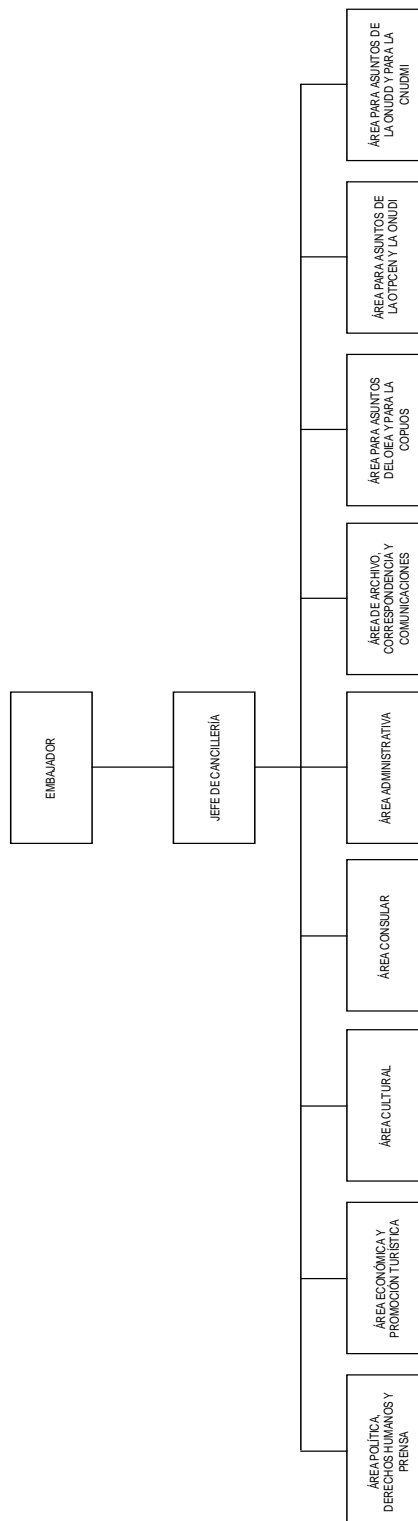 EMBAJADOR
JEFE DE CANCILLERÍA
ÁREA POLÍTICA,
DERECHOS HUMANOS Y
PRENSA
ÁREA ECONÓMICA Y
PROMOCIÓN TURÍSTICA
ÁREA CULTURAL
ÁREA CONSULAR
ÁREA ADMINISTRATIVA
ÁREA DE ARCHIVO,
CORRESPONDENCIA Y
COMUNICACIONES
ÁREA PARA ASUNTOS
DEL OIEA Y PARA LA
COPUOS
ÁREA PARA ASUNTOS DE
LA OTPCEN Y LA ONUDI
ÁREA PARA ASUNTOS DE
LA ONUDD Y PARA LA
CNUDMI